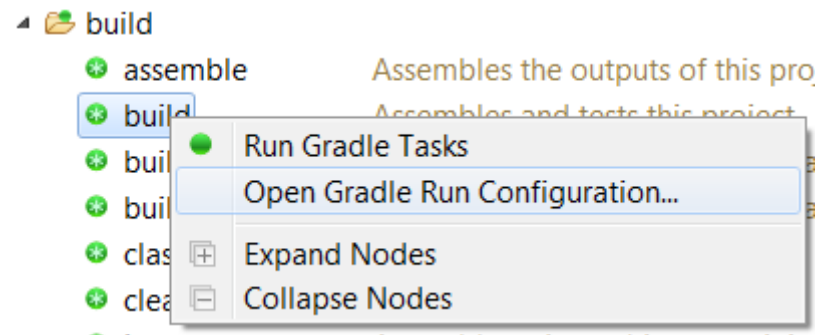 build
assemble Assembles the outputs of this pro
build Assembles and tests this project
Run Gradle Tasks
Open Gradle Run Configuration...
Expand Nodes
Collapse Nodes